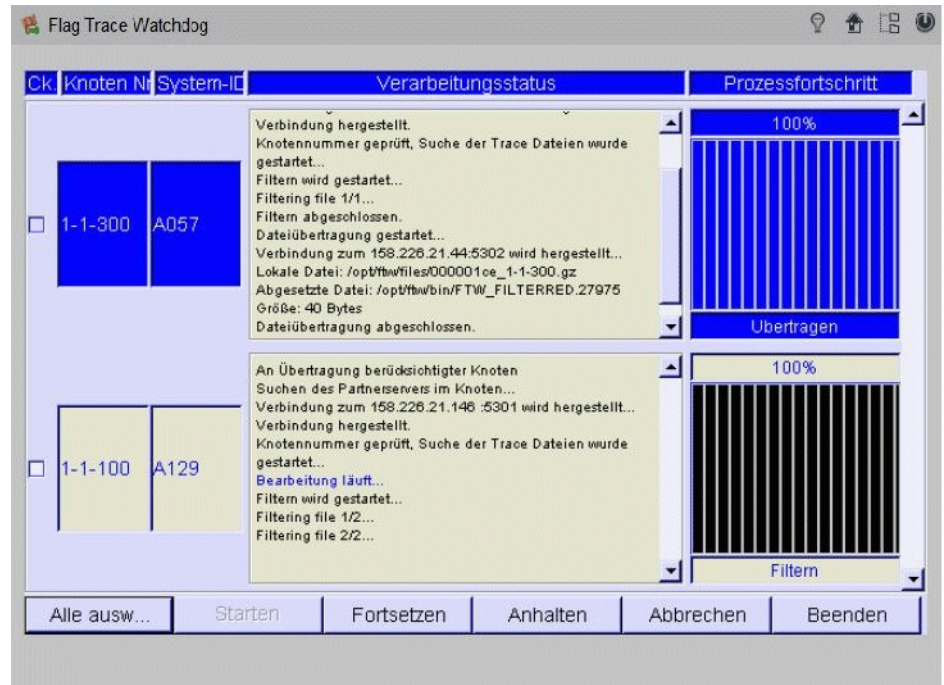 Flag Trace Watchdog
Ck. Knoten Nr System-ID Verarbeitungsstatus Prozessfortschritt
1-1-300 A057
Verbindung hergestellt.
Knotennummer geprüft, Suche der Trace Dateien wurde
gestartet...
Filtern wird gestartet...
Filtering file 1/1...
Filtern abgeschlossen.
Dateiübertragung gestartet...
Verbindung zum 158.226.21.44:5302 wird hergestellt...
Lokale Datei: /opt/ftw/files/000001ce_1-1-300.gz
Abgesetzte Datei: /opt/ftw/bin/FTW_FILTERRED.27975
Größe: 40 Bytes
Dateiübertragung abgeschlossen.
100%
Ubertragen
1-1-100 A129
An Übertragung berücksichtigter Knoten
Suchen des Partnerservers im Knoten...
Verbindung zum 158.226.21.146 :5301 wird hergestellt...
Verbindung hergestellt.
Knotennummer geprüft, Suche der Trace Dateien wurde
gestartet...
Bearbeitung läuft...
Filtern wird gestartet...
Filtering file 1/2...
Filtering file 2/2...
100%
Filtern
Alle ausw... Starten Fortsetzen Anhalten Abbrechen Beenden